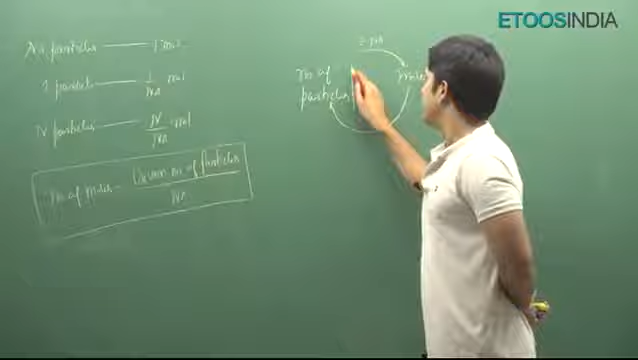 ETOOSINDIA
NA particles — 1 mol
1 particle — 1/NA mol
N particles — N/NA mol
no of moles = Given no of particles / NA
÷ NA
no of particles
moles